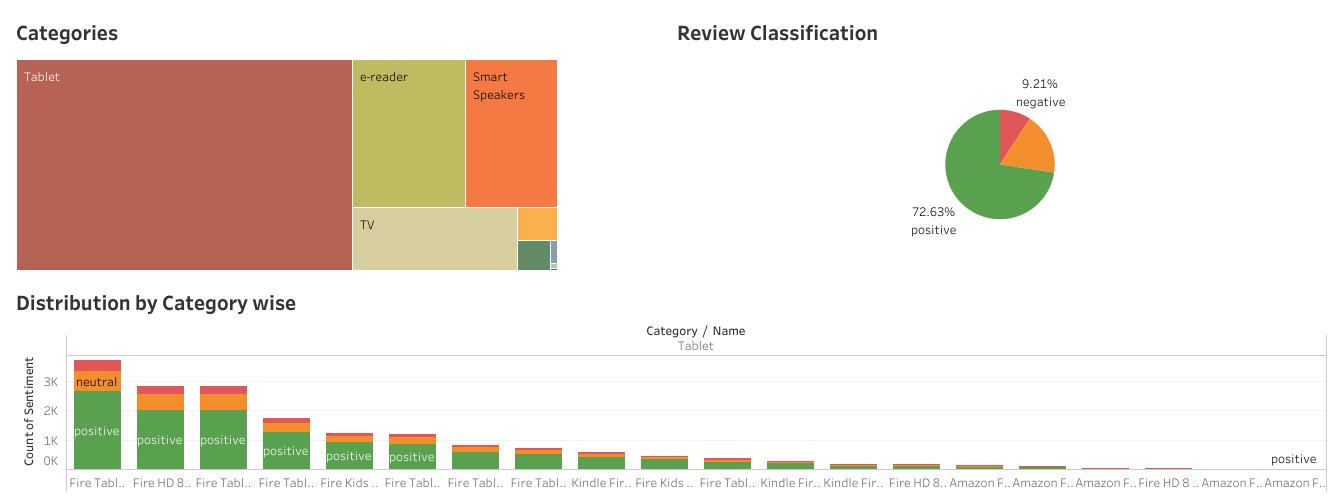 Categories
Review Classification
Tablet
e-reader
Smart
Speakers
TV
9.21%
negative
72.63%
positive
Distribution by Category wise
Category / Name
Tablet
Count of Sentiment
3K
2K
1K
0K
neutral
positive
positive
positive
positive
positive
positive
positive
Fire Tabl..
Fire HD 8..
Fire Tabl..
Fire Tabl..
Fire Kids ..
Fire Tabl..
Fire Tabl..
Fire Tabl..
Kindle Fir..
Fire Kids ..
Fire Tabl..
Kindle Fir..
Kindle Fir..
Fire HD 8..
Amazon F..
Amazon F..
Amazon F..
Fire HD 8 ..
Amazon F..
Amazon F..